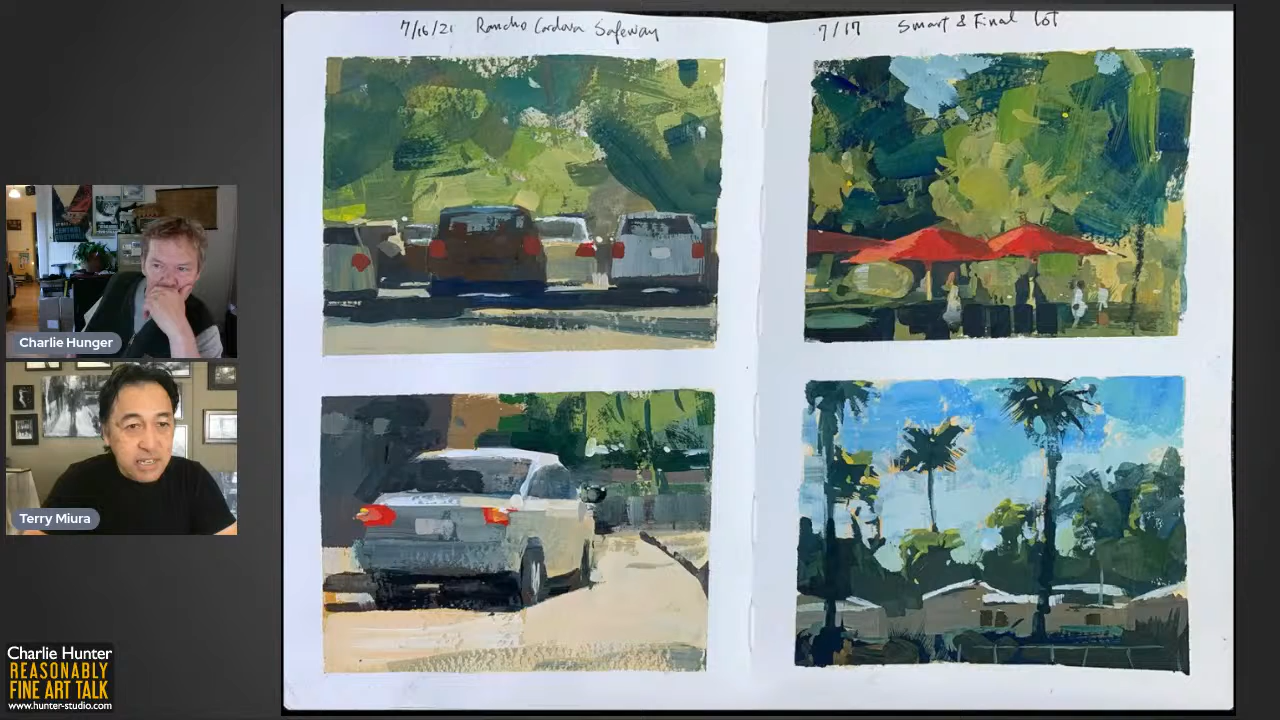 7/16/21 Rancho Cordova Safeway
7/17 Smart & Final Lot
Charlie Hunger
Terry Miura
Charlie Hunter
REASONABLY
FINE ART TALK
www.hunter-studio.com